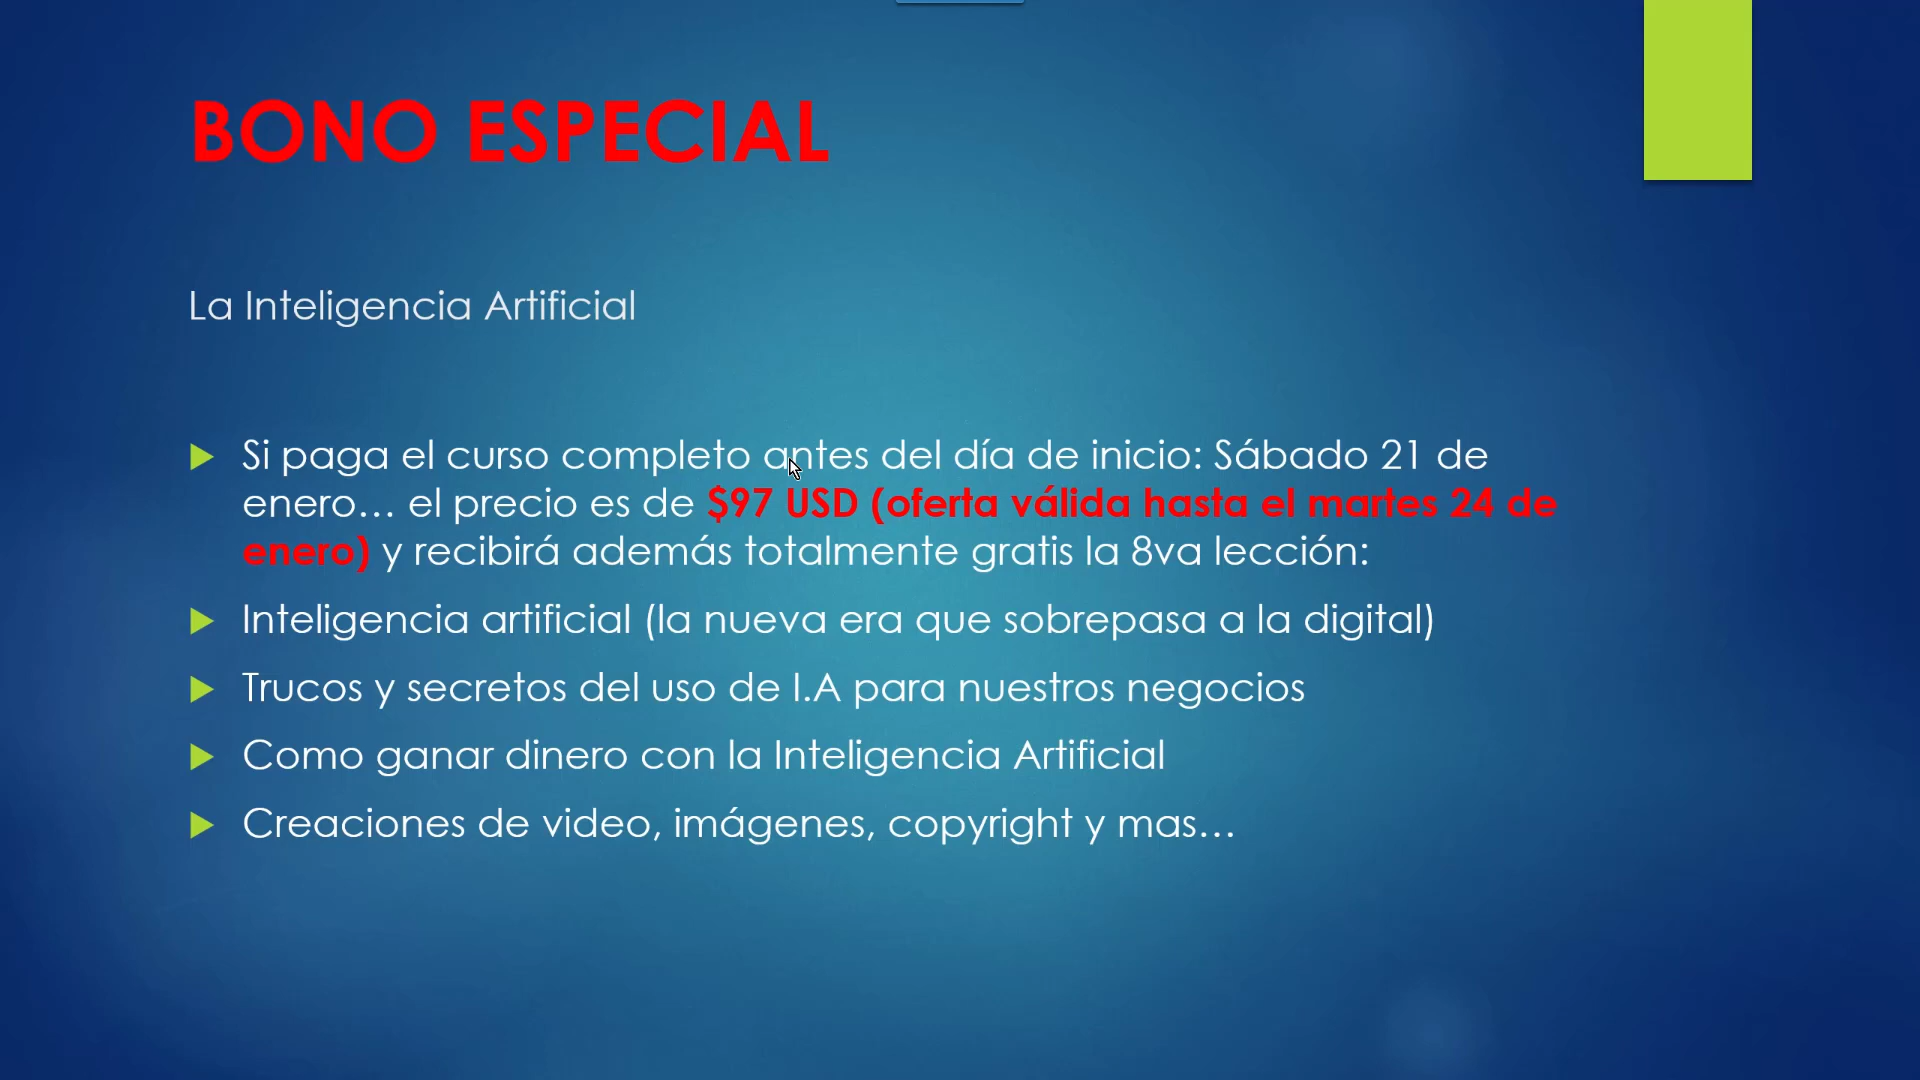 BONO ESPECIAL
La Inteligencia Artificial
Si paga el curso completo antes del día de inicio: Sábado 21 de
enero… el precio es de $97 USD (oferta válida hasta el martes 24 de
enero) y recibirá además totalmente gratis la 8va lección:
Inteligencia artificial (la nueva era que sobrepasa a la digital)
Trucos y secretos del uso de I.A para nuestros negocios
Como ganar dinero con la Inteligencia Artificial
Creaciones de video, imágenes, copyright y mas…